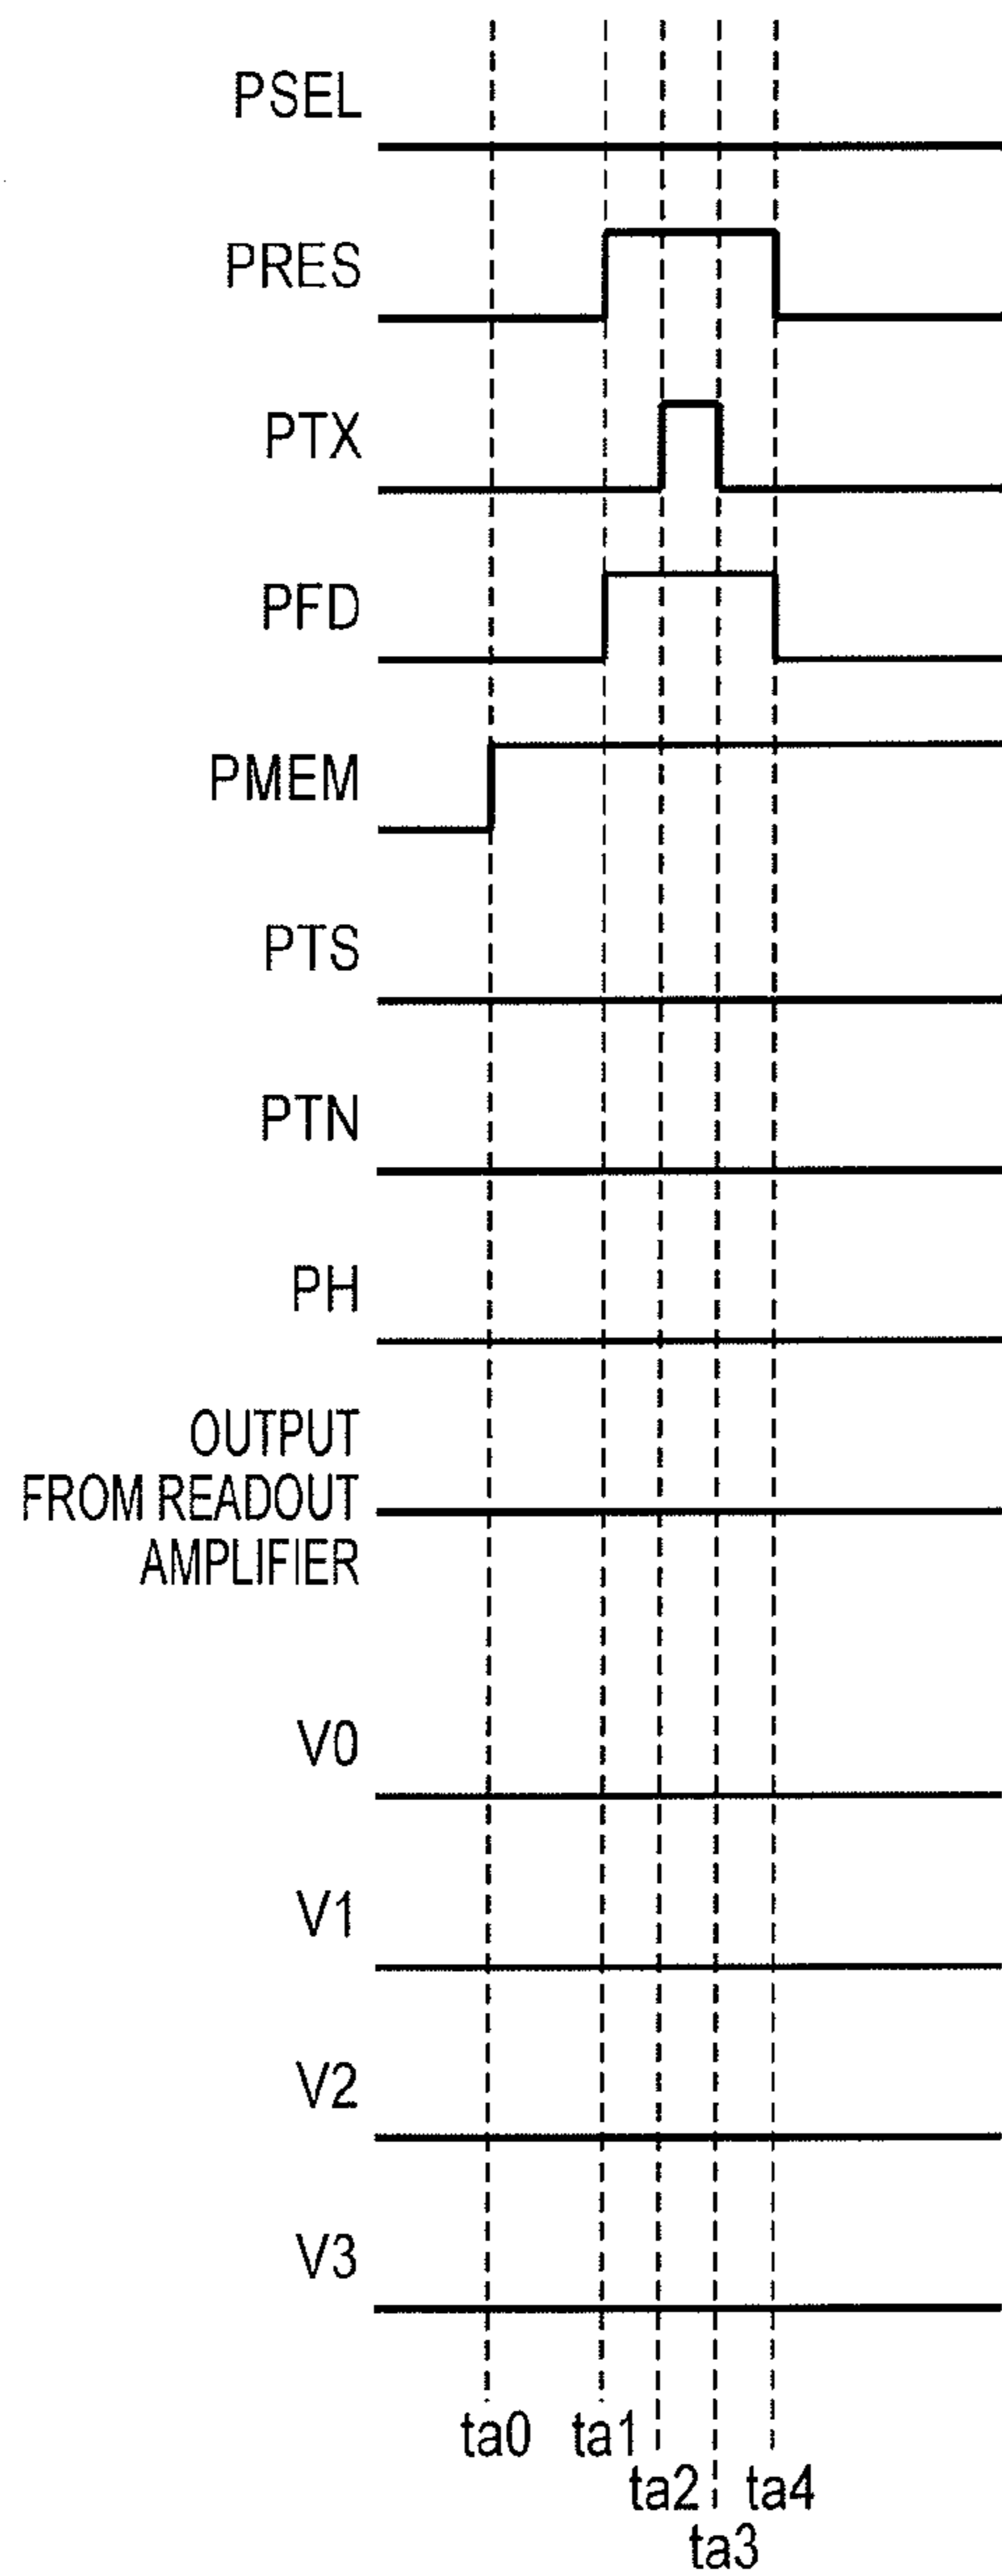 PSEL
PRES
PTX
PFD
PMEM
PTS
PTN
PH
OUTPUT
FROM READOUT
AMPLIFIER
V0
V1
V2
V3
ta0
ta1
ta2
ta3
ta4